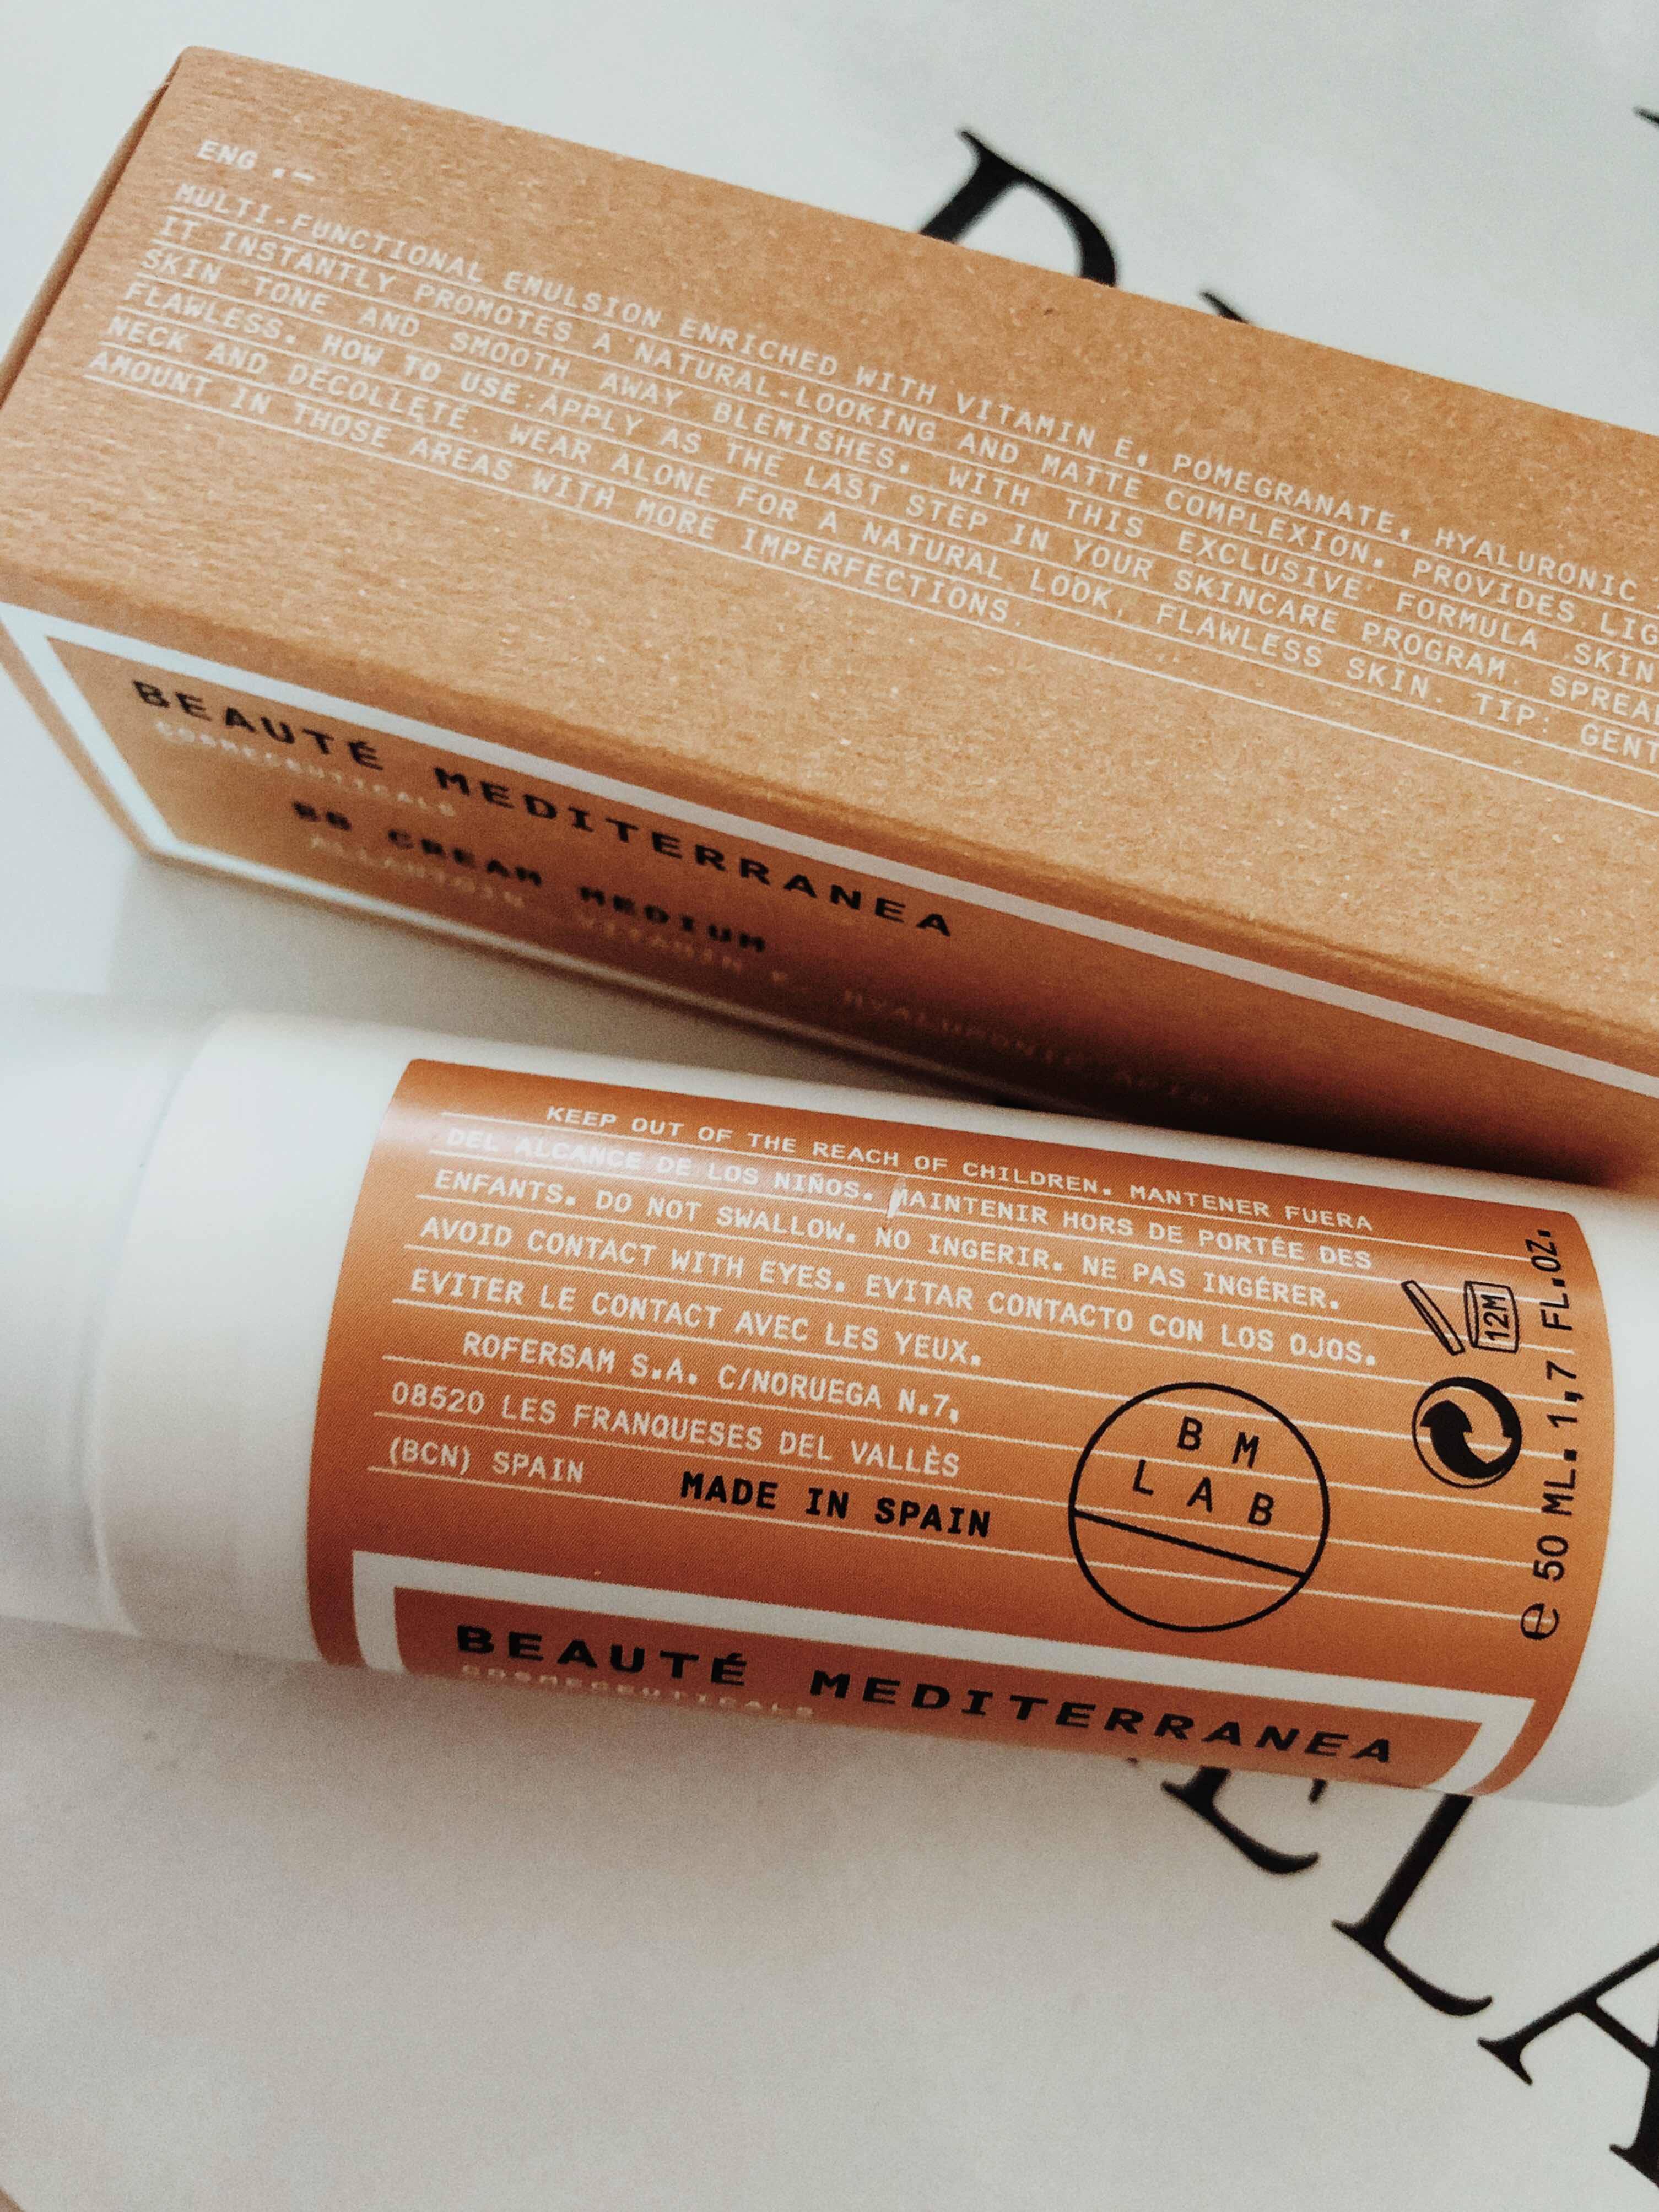 ENG .-
MULTI-FUNCTIONAL EMULSION ENRICHED WITH VITAMIN E, POMEGRANATE, HYALURONIC
IT INSTANTLY PROMOTES A NATURAL-LOOKING AND MATTE COMPLEXION. PROVIDES
SKIN TONE AND SMOOTH AWAY BLEMISHES. WITH THIS EXCLUSIVE FORMULA SKIN
FLAWLESS. HOW TO USE:APPLY AS THE LAST STEP IN YOUR SKINCARE PROGRAM. SPREA
NECK AND DÉCOLLETÉ. WEAR ALONE FOR A NATURAL LOOK, FLAWLESS SKIN. TIP: GENT
AMOUNT IN THOSE AREAS WITH MORE IMPERFECTIONS.
BEAUTÉ MEDITERRANEA
COSMECEUTICALS
BB CREAM MEDIUM
ALLANTOIN, VITAMIN E, HYALURONIC ACID
KEEP OUT OF THE REACH OF CHILDREN. MANTENER FUERA
DEL ALCANCE DE LOS NIÑOS. MAINTENIR HORS DE PORTÉE DES
ENFANTS. DO NOT SWALLOW. NO INGERIR. NE PAS INGÉRER.
AVOID CONTACT WITH EYES. EVITAR CONTACTO CON LOS OJOS.
EVITER LE CONTACT AVEC LES YEUX.
ROFERSAM S.A. C/NORUEGA N.7,
08520 LES FRANQUESES DEL VALLÈS
(BCN) SPAIN MADE IN SPAIN
B M
L A B
12M
e 50 ML. 1,7 FL.OZ.
BEAUTÉ MEDITERRANEA
COSMECEUTICALS